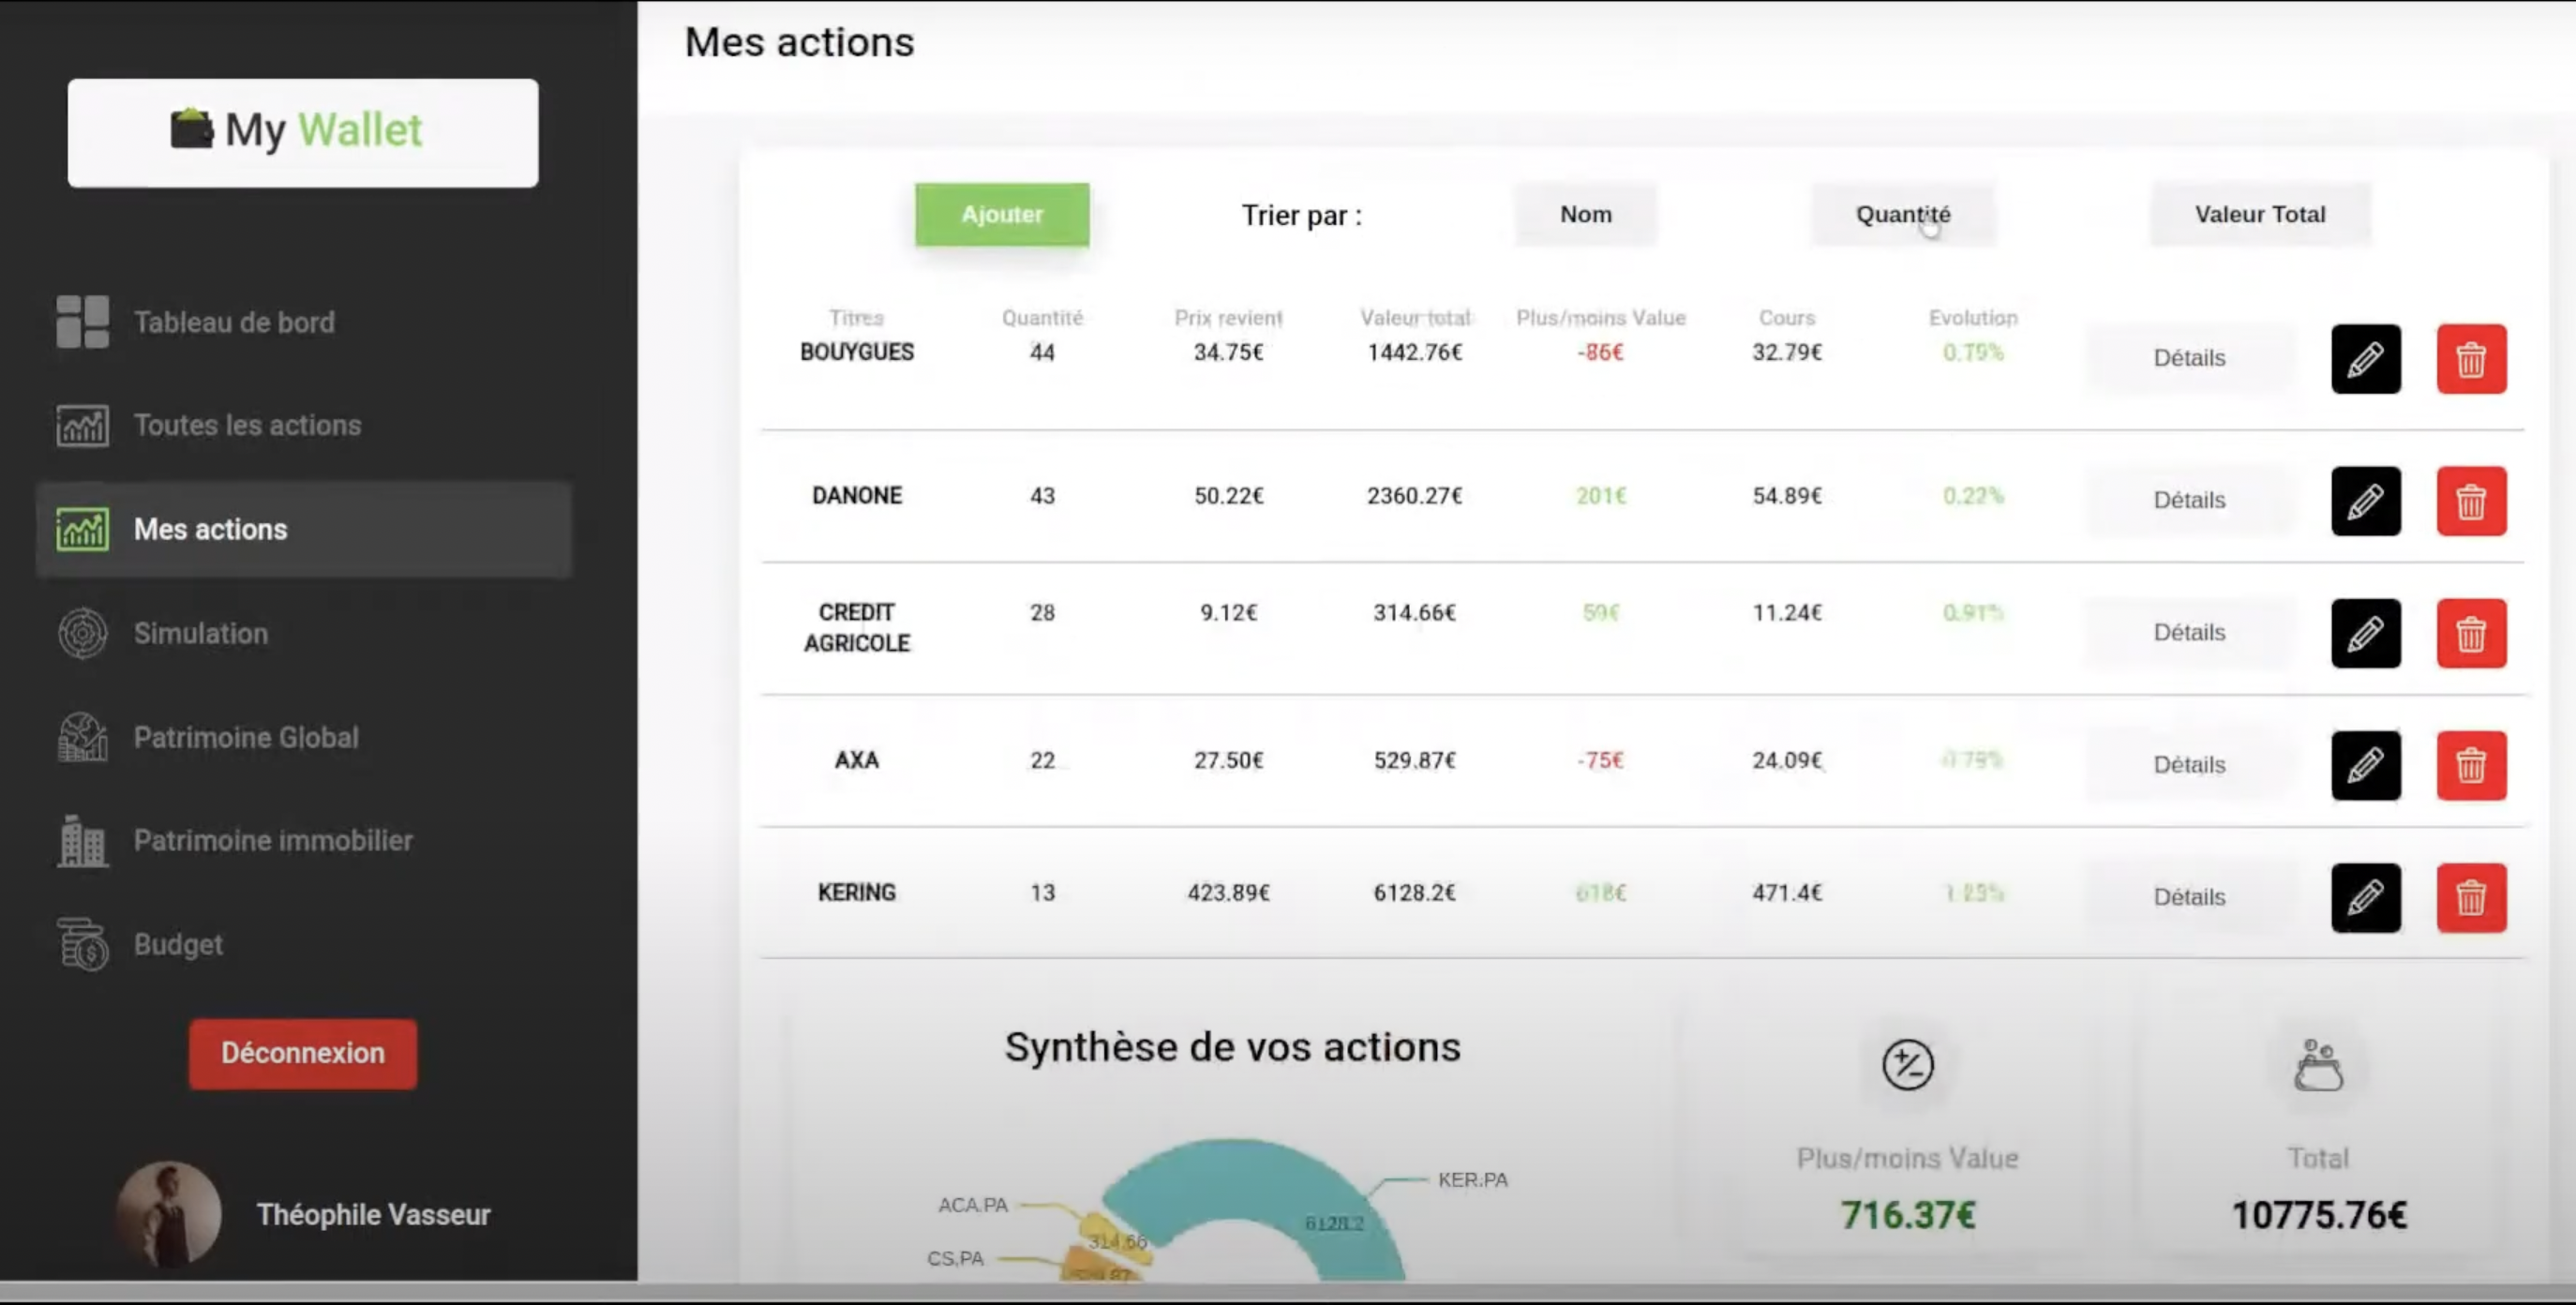 Mes actions
My Wallet
Tableau de bord
Toutes les actions
Mes actions
Simulation
Patrimoine Global
Patrimoine immobilier
Budget
Déconnexion
Théophile Vasseur
Ajouter Trier par : Nom Quantité Valeur Total
Titres Quantité Prix revient Valeur total Plus/moins Value Cours Evolution
BOUYGUES 44 34.75€ 1442.76€ -86€ 32.79€ 0.79% Détails
DANONE 43 50.22€ 2360.27€ 201€ 54.89€ 0.22% Détails
CREDIT AGRICOLE 28 9.12€ 314.66€ 59€ 11.24€ 0.91% Détails
AXA 22 27.50€ 529.87€ -75€ 24.09€ Détails
KERING 13 423.89€ 6128.2€ 618€ 471.4€ Détails
Synthèse de vos actions
KER.PA
6128.2
ACA.PA
314.66
CS.PA
Plus/moins Value
716.37€
Total
10775.76€